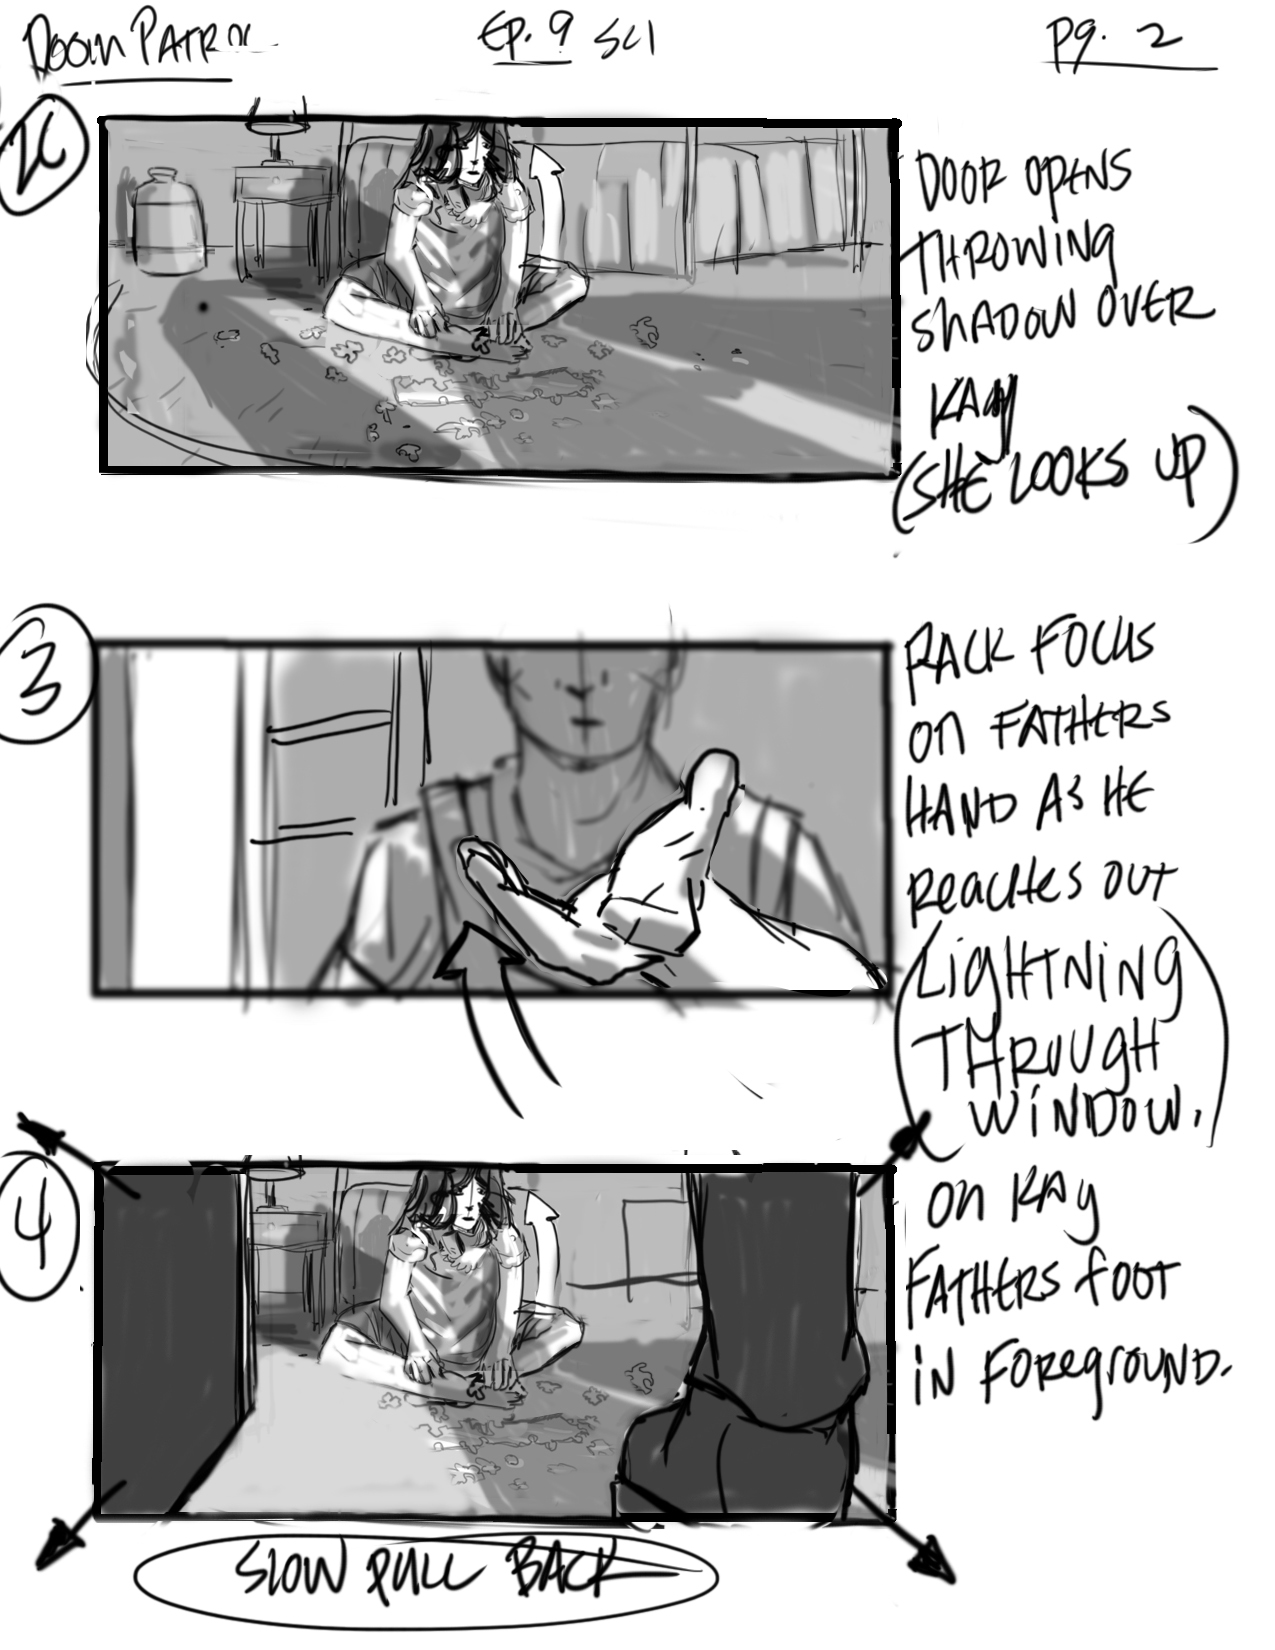 DOOM PATROL
EP. 9 SC1
PG. 2
2C
DOOR OPENS
THROWING
SHADOW OVER
KAY
(SHE LOOKS UP)
3
RACK FOCUS
ON FATHERS
HAND AS HE
REACHES OUT
(LIGHTNING
THROUGH
WINDOW.)
4
ON KAY
FATHERS FOOT
IN FOREGROUND.
SLOW PULL BACK